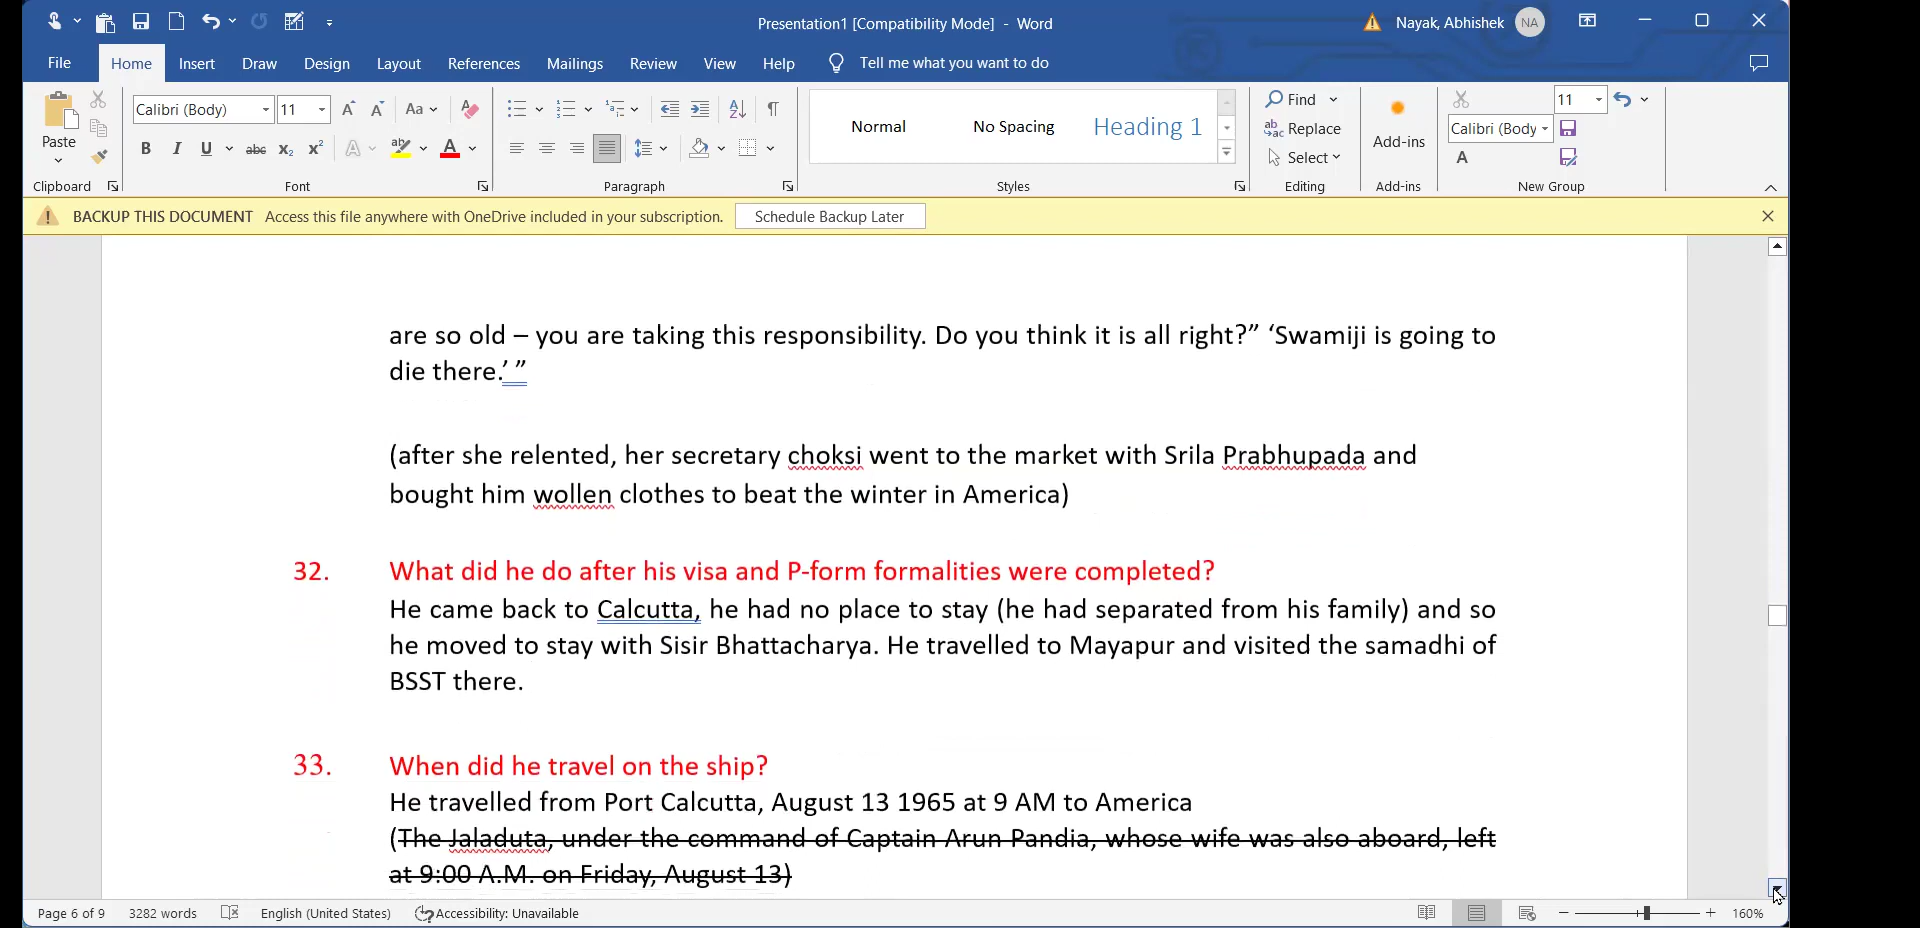 Presentation1 [Compatibility Mode] - Word
Nayak, Abhishek NA
File Home Insert Draw Design Layout References Mailings Review View Help Tell me what you want to do
Paste
Calibri (Body) 11 Aa
B I U abc x₂ x² A ab A
Normal No Spacing Heading 1
Find
Replace
Select
Add-ins
11
Calibri (Body
A
Clipboard Font Paragraph Styles Editing Add-ins New Group
BACKUP THIS DOCUMENT Access this file anywhere with OneDrive included in your subscription. Schedule Backup Later
are so old – you are taking this responsibility. Do you think it is all right?” ‘Swamiji is going to
die there.’ ”
(after she relented, her secretary choksi went to the market with Srila Prabhupada and
bought him wollen clothes to beat the winter in America)
32. What did he do after his visa and P-form formalities were completed?
He came back to Calcutta, he had no place to stay (he had separated from his family) and so
he moved to stay with Sisir Bhattacharya. He travelled to Mayapur and visited the samadhi of
BSST there.
33. When did he travel on the ship?
He travelled from Port Calcutta, August 13 1965 at 9 AM to America
(The Jaladuta, under the command of Captain Arun Pandia, whose wife was also aboard, left
at 9:00 A.M. on Friday, August 13)
Page 6 of 9 3282 words English (United States) Accessibility: Unavailable 160%